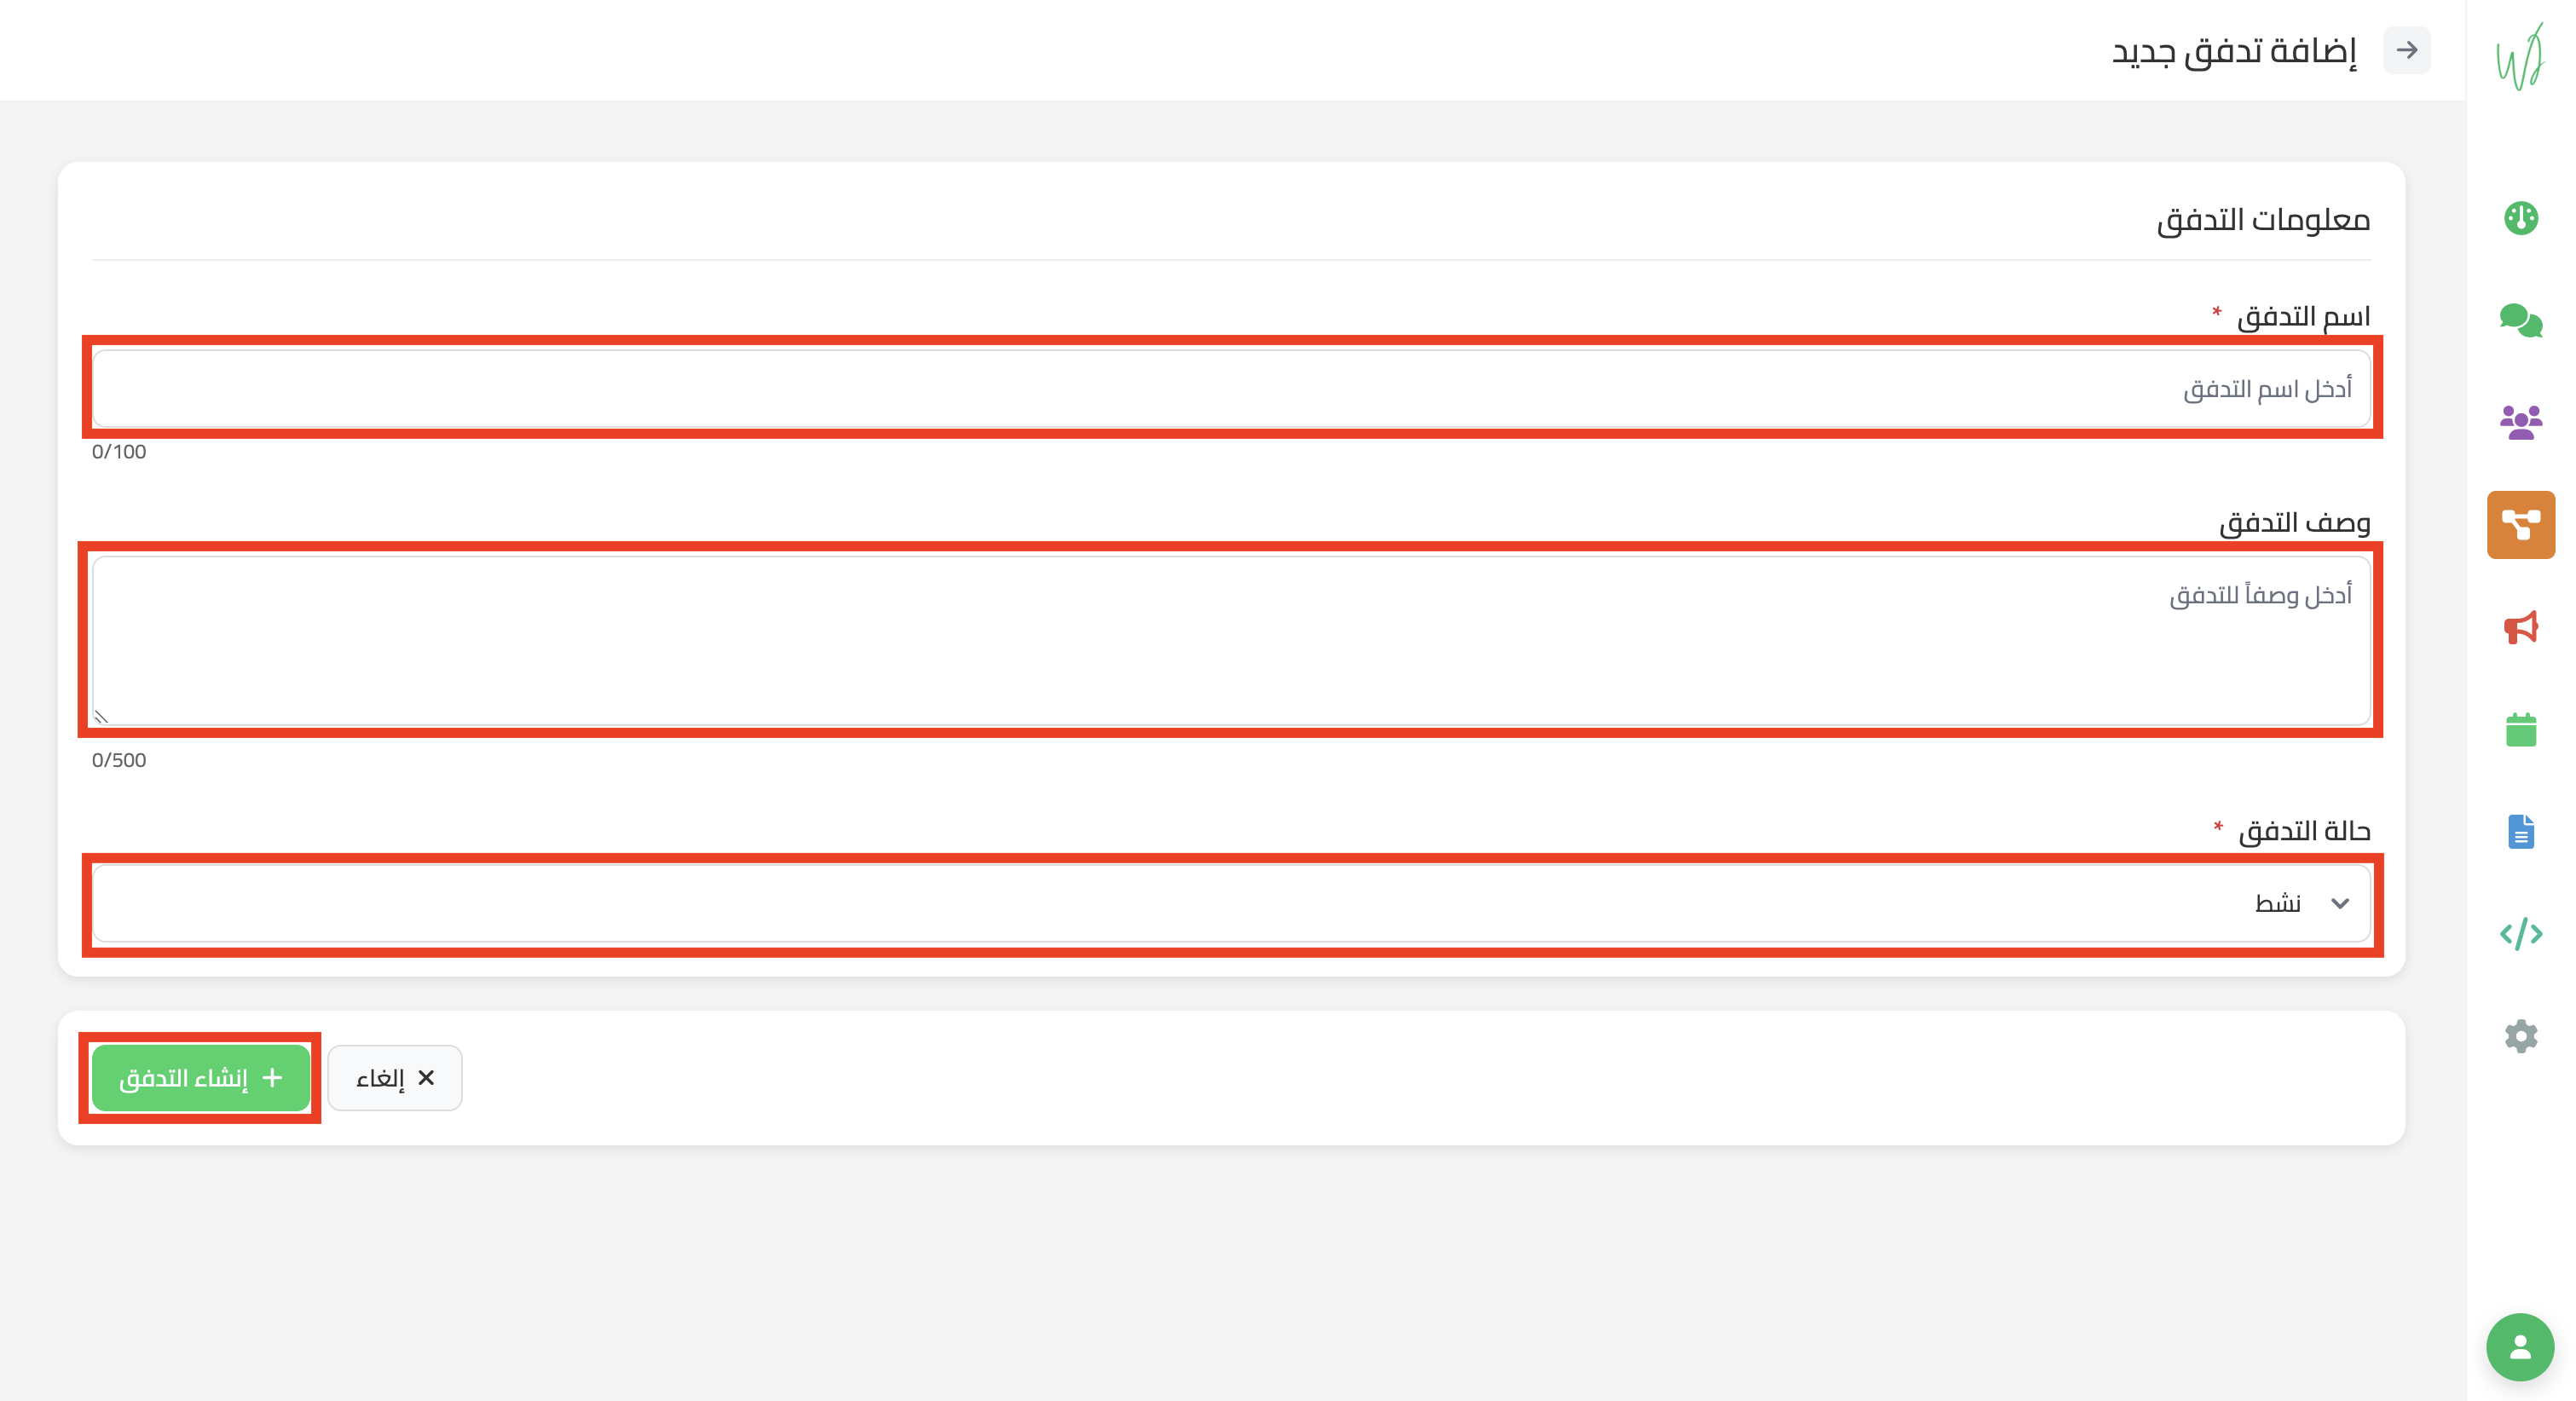 إضافة تدفق جديد
معلومات التدفق
اسم التدفق *
أدخل اسم التدفق
0/100
وصف التدفق
أدخل وصفاً للتدفق
0/500
حالة التدفق *
نشط
إلغاء
إنشاء التدفق